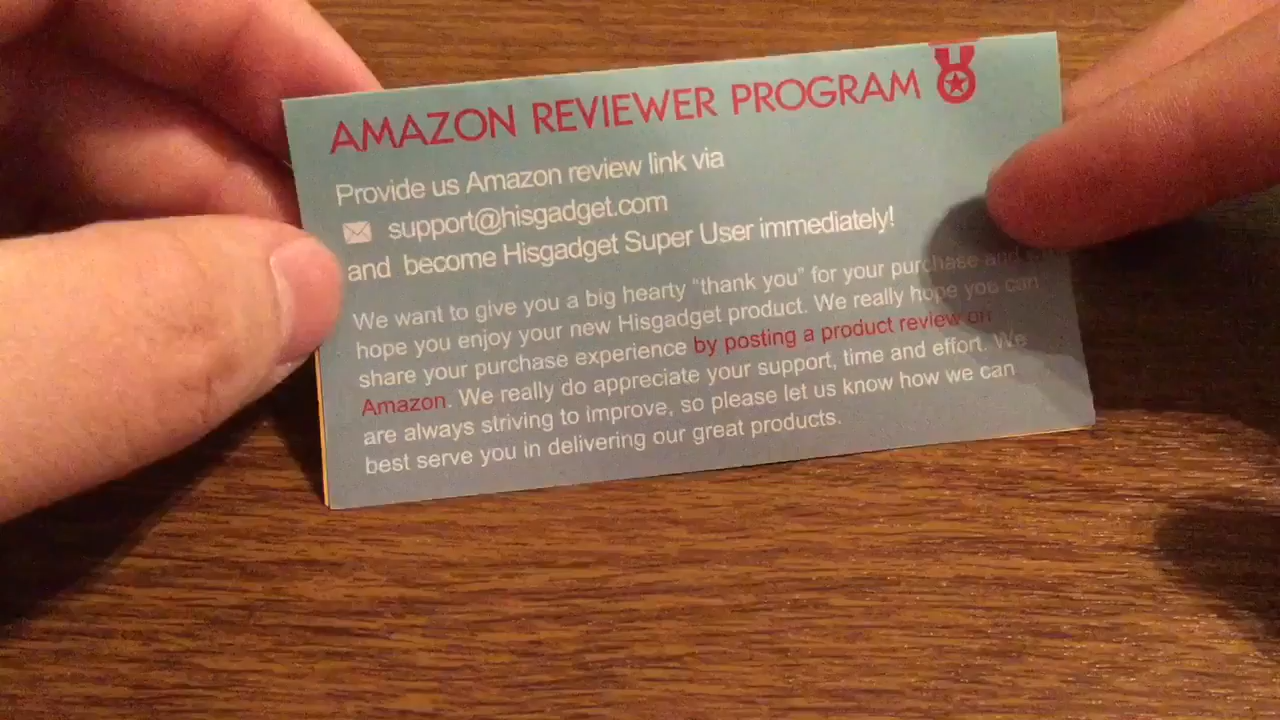 AMAZON REVIEWER PROGRAM
Provide us Amazon review link via
support@hisgadget.com
and become Hisgadget Super User immediately!
We want to give you a big hearty "thank you" for your purchase and
hope you enjoy your new Hisgadget product. We really hope you can
share your purchase experience by posting a product review on
Amazon. We really do appreciate your support, time and effort. We
are always striving to improve, so please let us know how we can
best serve you in delivering our great products.